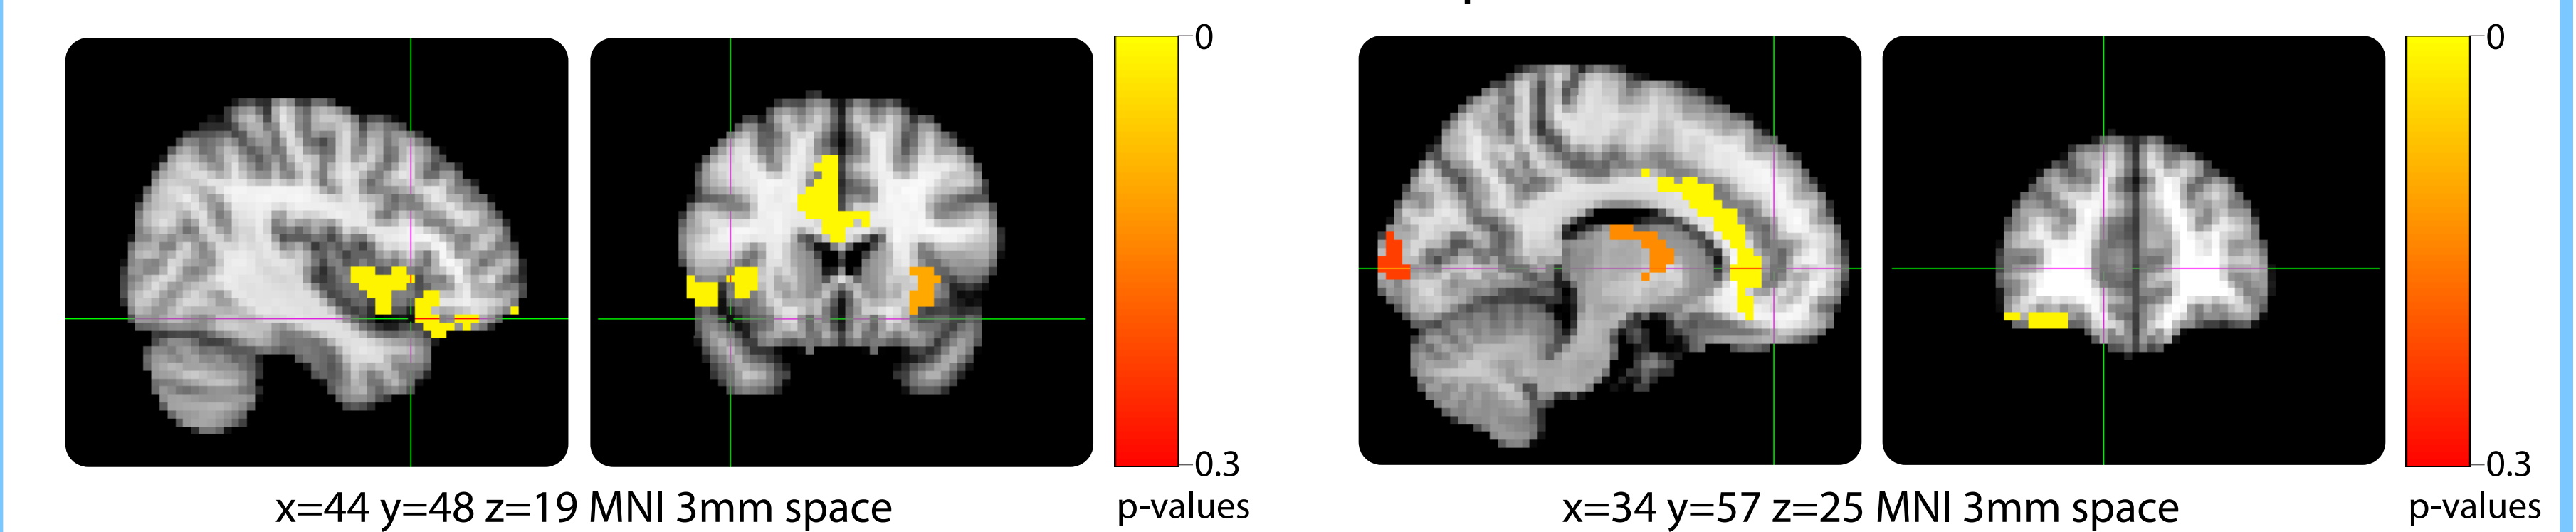 0
0.3
p-values
x=44 y=48 z=19 MNI 3mm space
0
0.3
p-values
x=34 y=57 z=25 MNI 3mm space